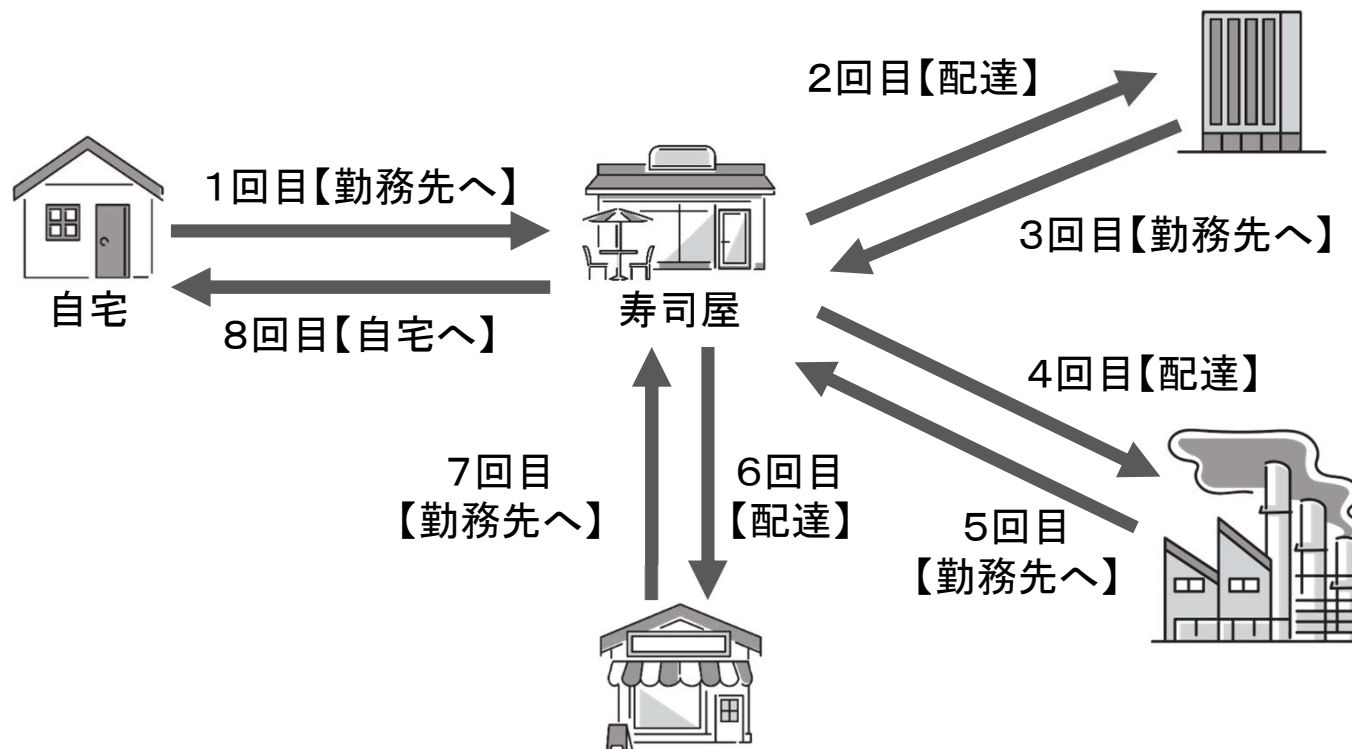 2回目【配達】
1回目【勤務先へ】
3回目【勤務先へ】
自宅
寿司屋
8回目【自宅へ】
4回目【配達】
7回目
【勤務先へ】
6回目
【配達】
5回目
【勤務先へ】